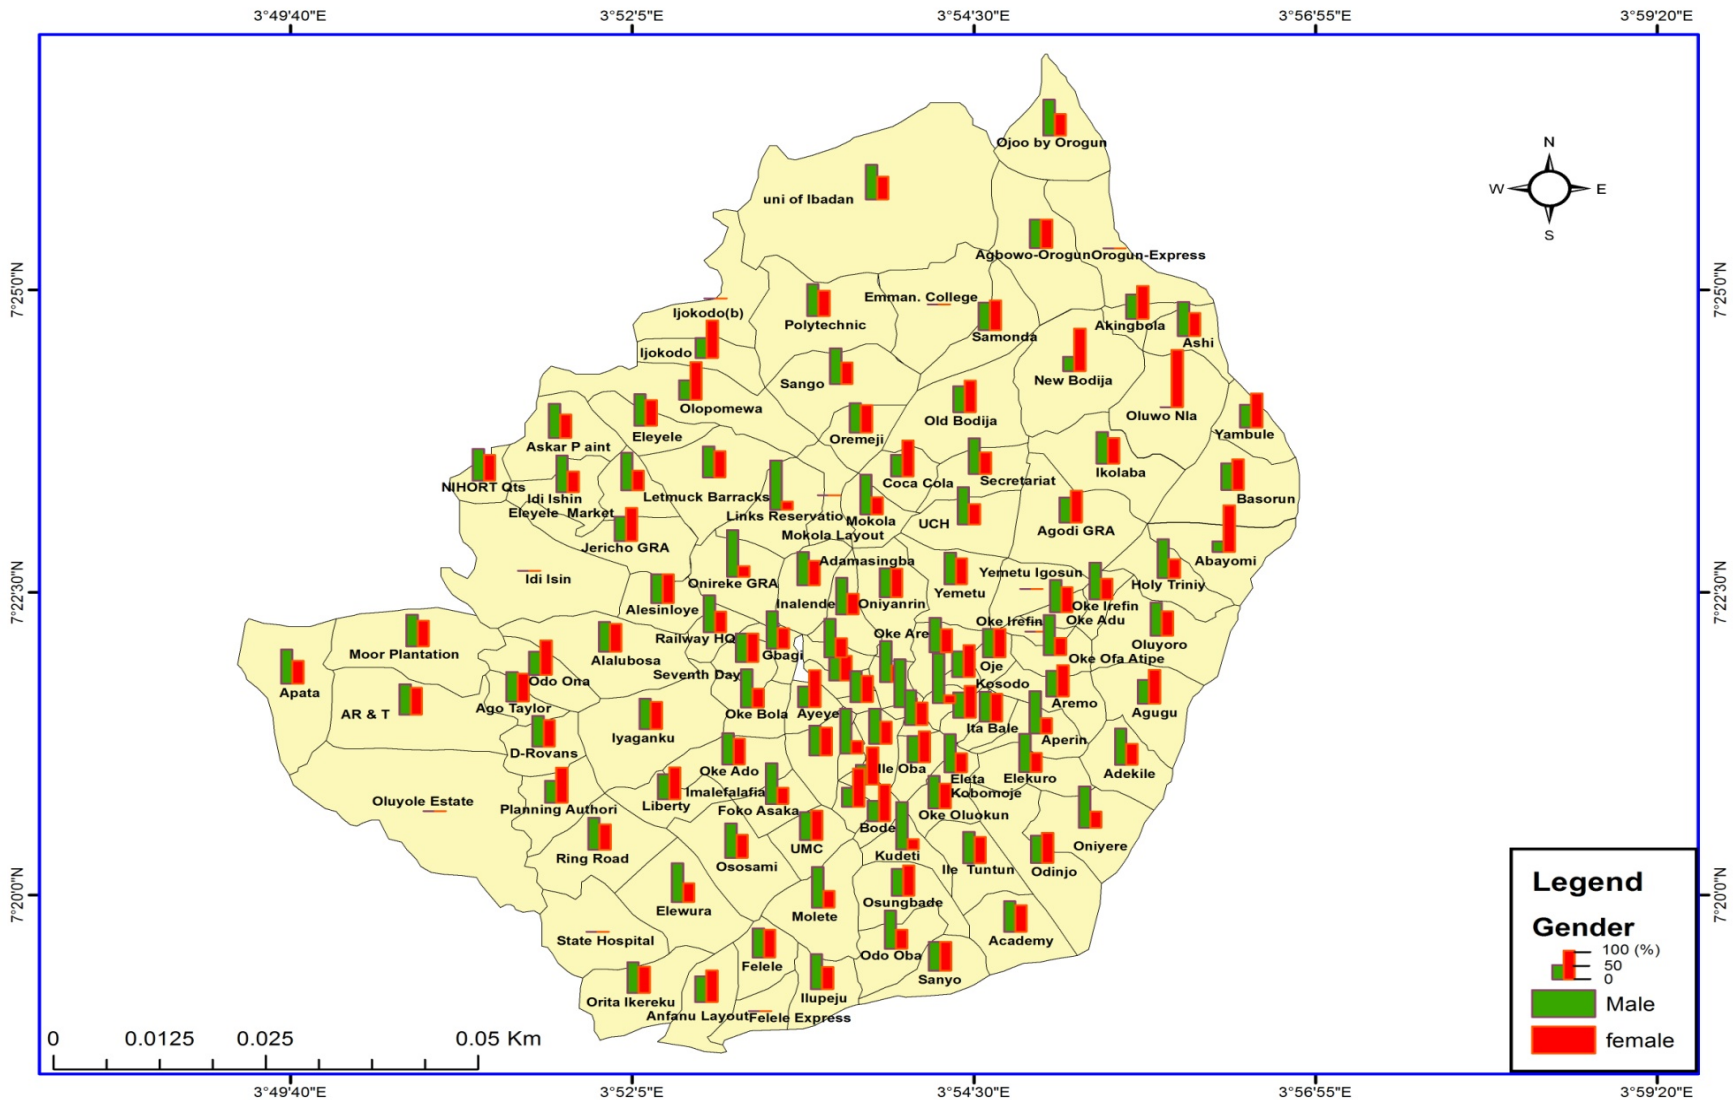 3°49'40"E
3°52'5"E
3°54'30"E
3°56'55"E
3°59'20"E
Ojoo by Orogun
N
W
E
S
uni of Ibadan
Agbowo-Orogun
Orogun-Express
7°25'0"N
7°25'0"N
Emman. College
Ijokodo(b)
Polytechnic
Samonda
Akingbola
Ashi
Ijokodo
Sango
New Bodija
Olopomewa
Old Bodija
Oluwo Nla
Yambule
Askar P aint
Eleyele
Oremeji
NIHORT Qts
Idi Ishin
Eleyele Market
Letmuck Barracks
Coca Cola
Secretariat
Ikolaba
Basorun
Links Reservatio
Mokola
UCH
Agodi GRA
Mokola Layout
Jericho GRA
Abayomi
Adamasingba
Idi Isin
Onireke GRA
Yemetu Igosun
Holy Triniy
7°22'30"N
7°22'30"N
Yemetu
Alesinloye
Inalende
Oniyanrin
Oke Irefin
Oke Irefin
Oke Adu
Railway HQ
Oke Are
Oluyoro
Moor Plantation
Alalubosa
Gbagi
Oke Ofa Atipe
Seventh Day
Oje
Odo Ona
Kosodo
Apata
Ago Taylor
Aremo
AR & T
Oke Bola
Ayeye
Agugu
Ita Bale
Iyaganku
Aperin
D-Rovans
Oke Ado
Ile Oba
Eleta
Elekuro
Adekile
Oluyole Estate
Planning Authori
Liberty
Imalefalafia
Kobomoje
Foko Asaka
Oke Oluokun
Bode
UMC
Kudeti
Oniyere
Ring Road
Ososami
Ile Tuntun
Odinjo
7°20'0"N
7°20'0"N
Elewura
Molete
Osungbade
State Hospital
Academy
Felele
Odo Oba
Sanyo
Orita Ikereku
Ilupeju
Anfanu Layout
Felele Express
0
0.0125
0.025
0.05 Km
Legend
Gender
100 (%)
50
0
Male
female
3°49'40"E
3°52'5"E
3°54'30"E
3°56'55"E
3°59'20"E